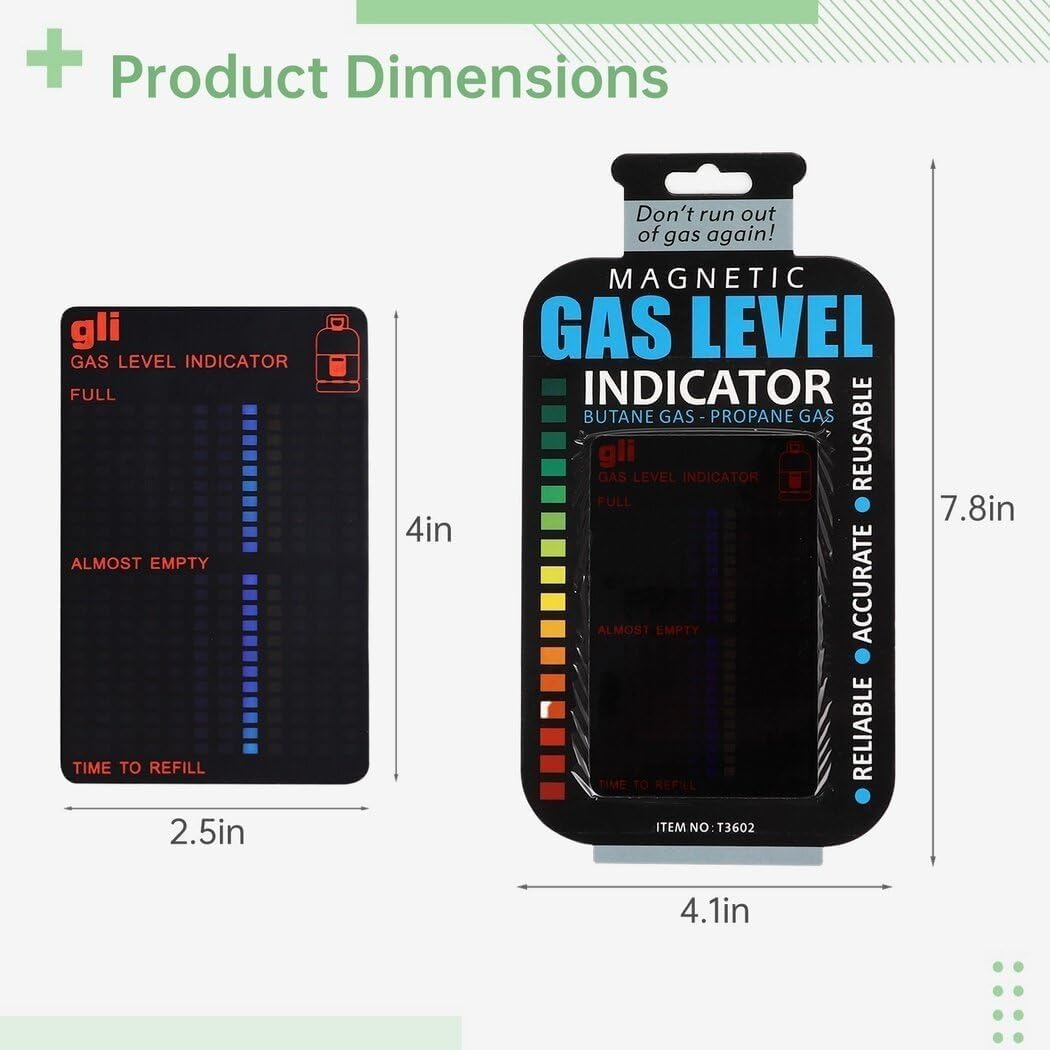 Product Dimensions
gli
GAS LEVEL INDICATOR
FULL
ALMOST EMPTY
TIME TO REFILL
4in
2.5in
Don't run out
of gas again!
MAGNETIC
GAS LEVEL
INDICATOR
BUTANE GAS - PROPANE GAS
gli
GAS LEVEL INDICATOR
FULL
ALMOST EMPTY
TIME TO REFILL
RELIABLE ● ACCURATE ● REUSABLE
ITEM NO: T3602
7.8in
4.1in